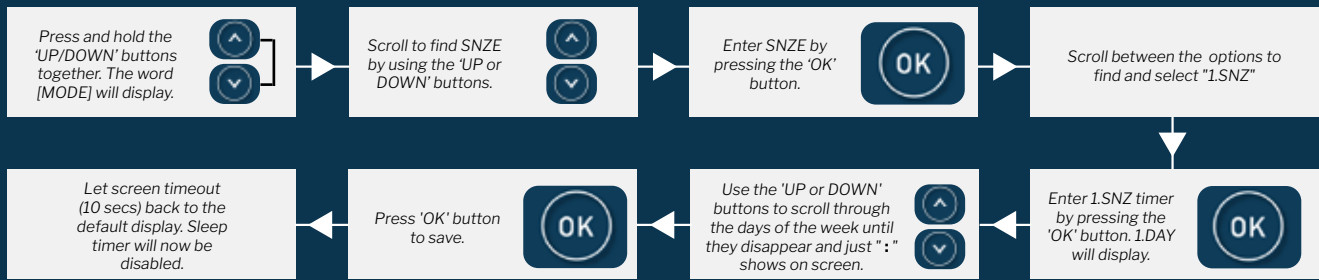 Press and hold the
‘UP/DOWN’ buttons
together. The word
[MODE] will display.
Scroll to find SNZE
by using the ‘UP or
DOWN’ buttons.
Enter SNZE by
pressing the ‘OK’
button.
OK
Scroll between the options to
find and select "1.SNZ"
Enter 1.SNZ timer
by pressing the
'OK' button. 1.DAY
will display.
OK
Use the 'UP or DOWN'
buttons to scroll through
the days of the week until
they disappear and just ":"
shows on screen.
Press 'OK' button
to save.
OK
Let screen timeout
(10 secs) back to the
default display. Sleep
timer will now be
disabled.